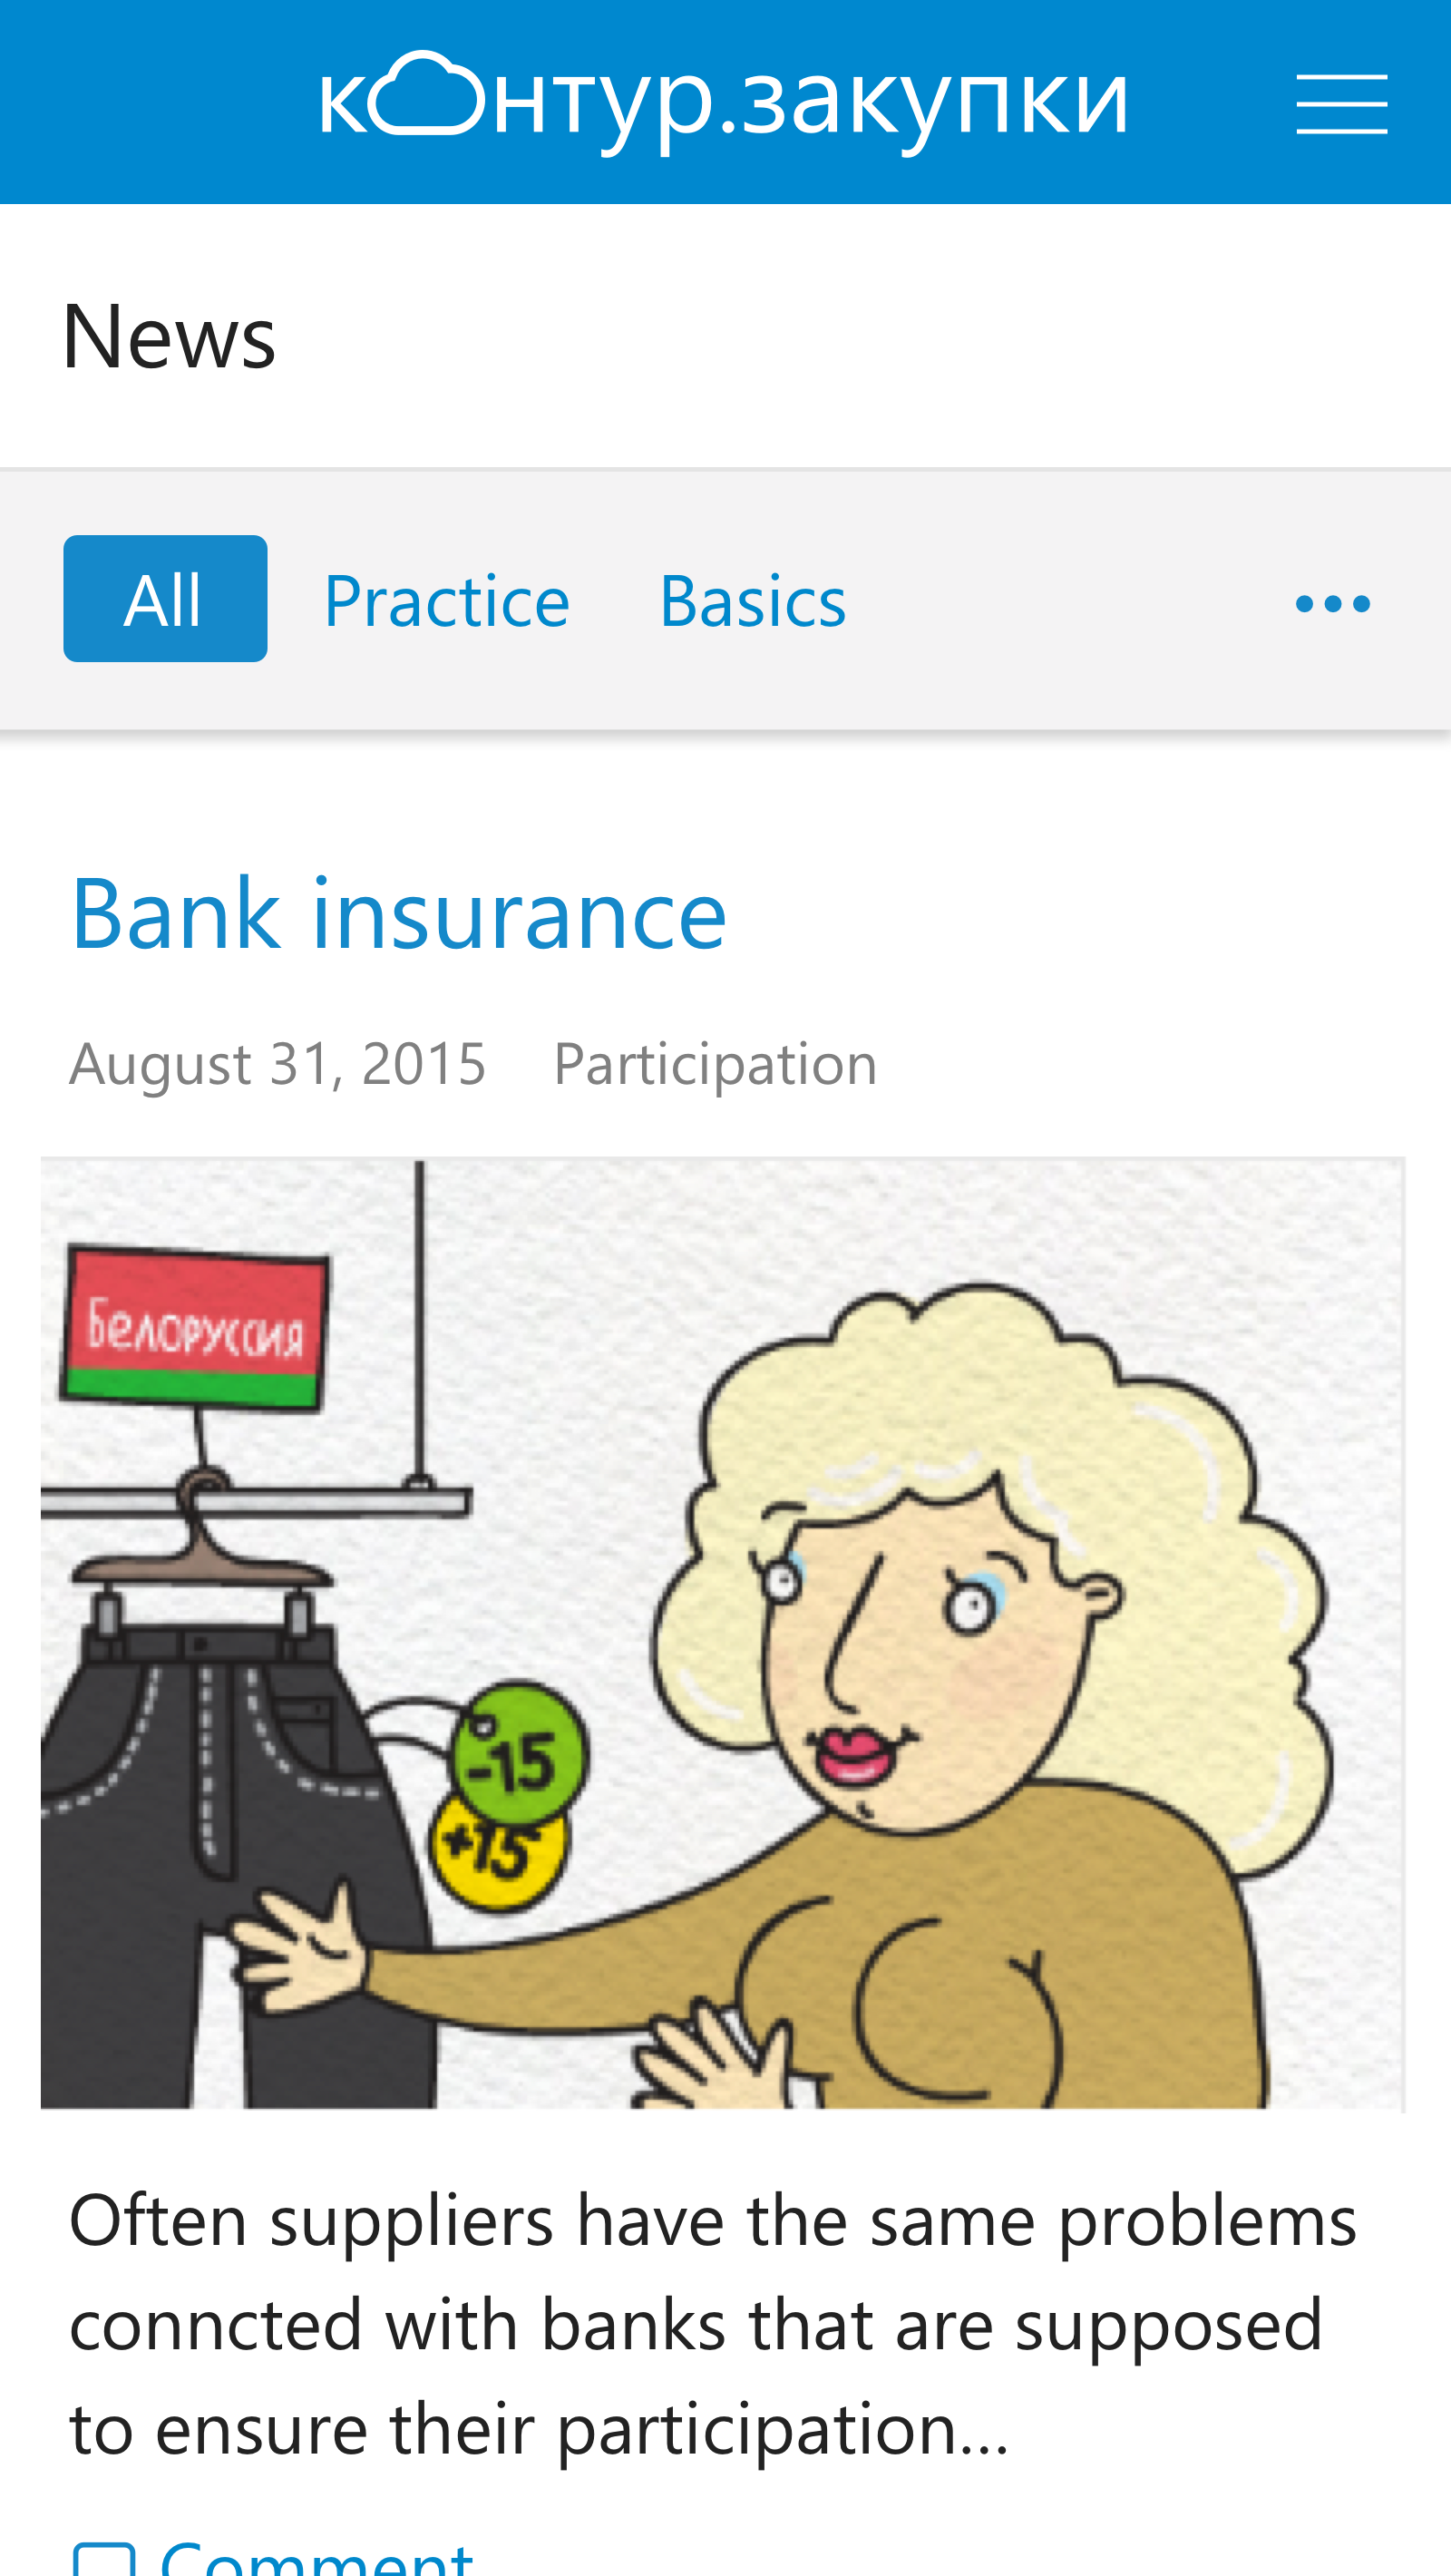 контур.закупки
News
All Practice Basics
Bank insurance
August 31, 2015 Participation
Белоруссия
-15
+15
Often suppliers have the same problems
conncted with banks that are supposed
to ensure their participation...
Comment